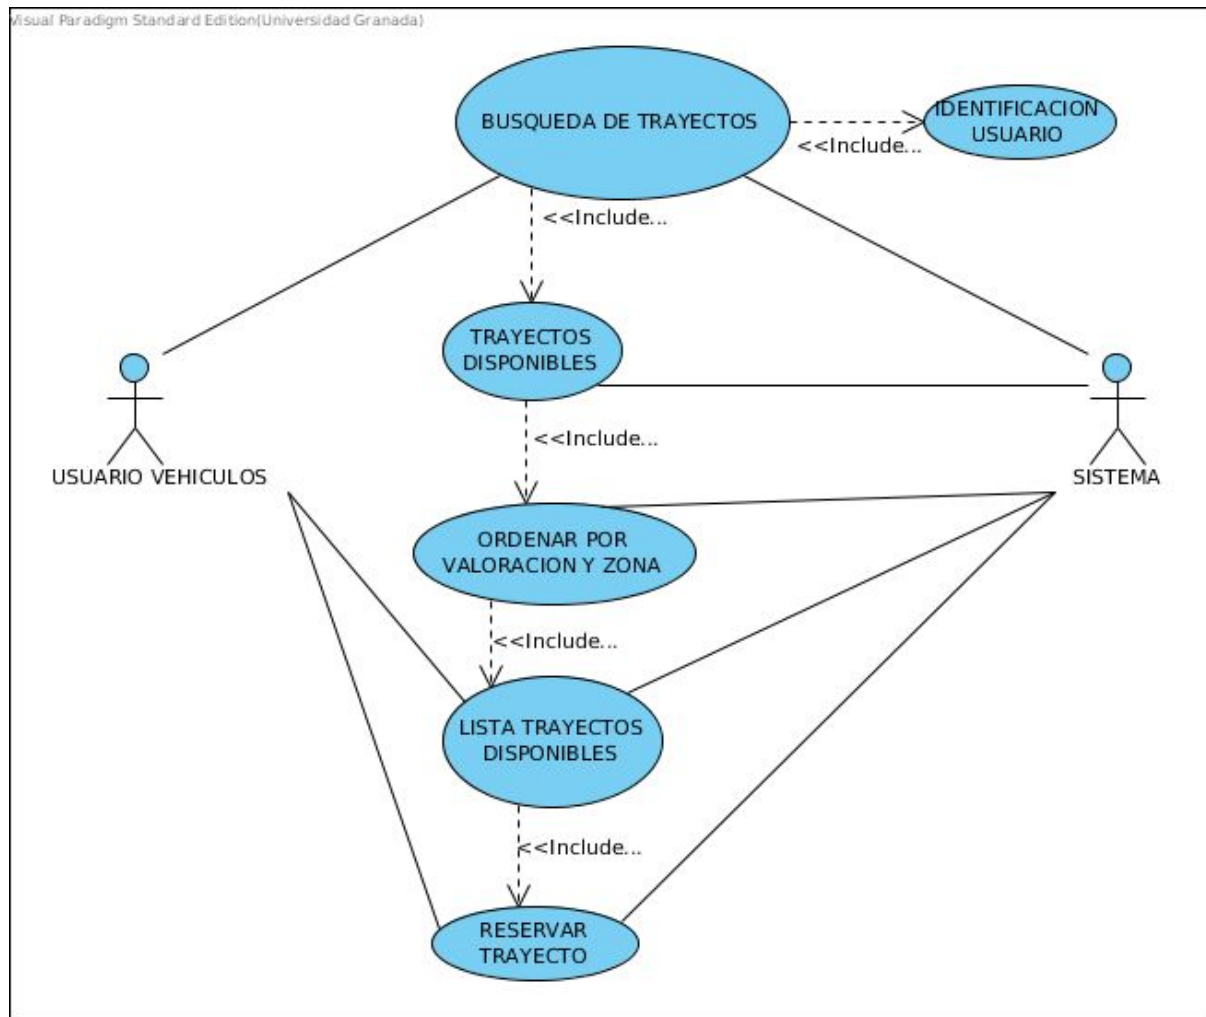 Visual Paradigm Standard Edition(Universidad Granada)
BUSQUEDA DE TRAYECTOS
IDENTIFICACION
USUARIO
<<Include...
<<Include...
TRAYECTOS
DISPONIBLES
<<Include...
USUARIO VEHICULOS
SISTEMA
ORDENAR POR
VALORACION Y ZONA
<<Include...
LISTA TRAYECTOS
DISPONIBLES
<<Include...
RESERVAR
TRAYECTO